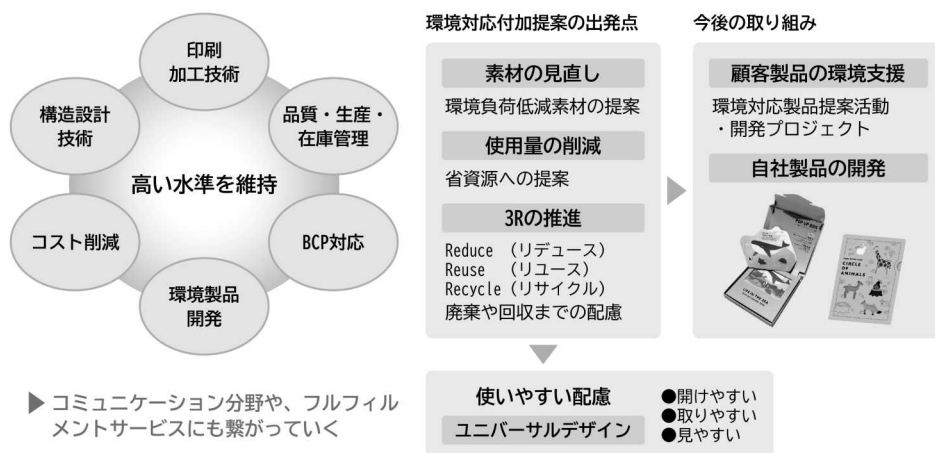 印刷
加工技術
構造設計
技術
品質・生産・
在庫管理
高い水準を維持
コスト削減
BCP対応
環境製品
開発
▶ コミュニケーション分野や、フルフィル
メントサービスにも繋がっていく
環境対応付加提案の出発点
素材の見直し
環境負荷低減素材の提案
使用量の削減
省資源への提案
3Rの推進
Reduce （リデュース）
Reuse （リユース）
Recycle（リサイクル）
廃棄や回収までの配慮
使いやすい配慮
ユニバーサルデザイン
●開けやすい
●取りやすい
●見やすい
今後の取り組み
顧客製品の環境支援
環境対応製品提案活動
・開発プロジェクト
自社製品の開発
CIRCLE
OF
ANIMALS